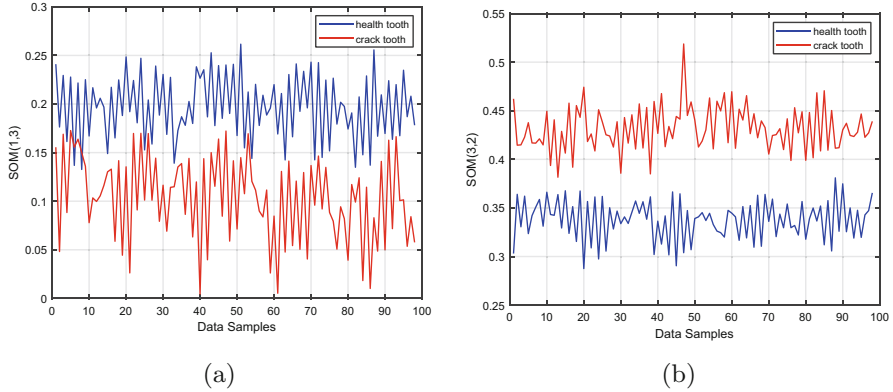 0.3
0.25
0.2
0.15
0.1
0.05
0
SOM(1,3)
health tooth
crack tooth
0 10 20 30 40 50 60 70 80 90 100
Data Samples
(a)
0.55
0.5
0.45
0.4
0.35
0.3
0.25
SOM(3,2)
health tooth
crack tooth
0 10 20 30 40 50 60 70 80 90 100
Data Samples
(b)